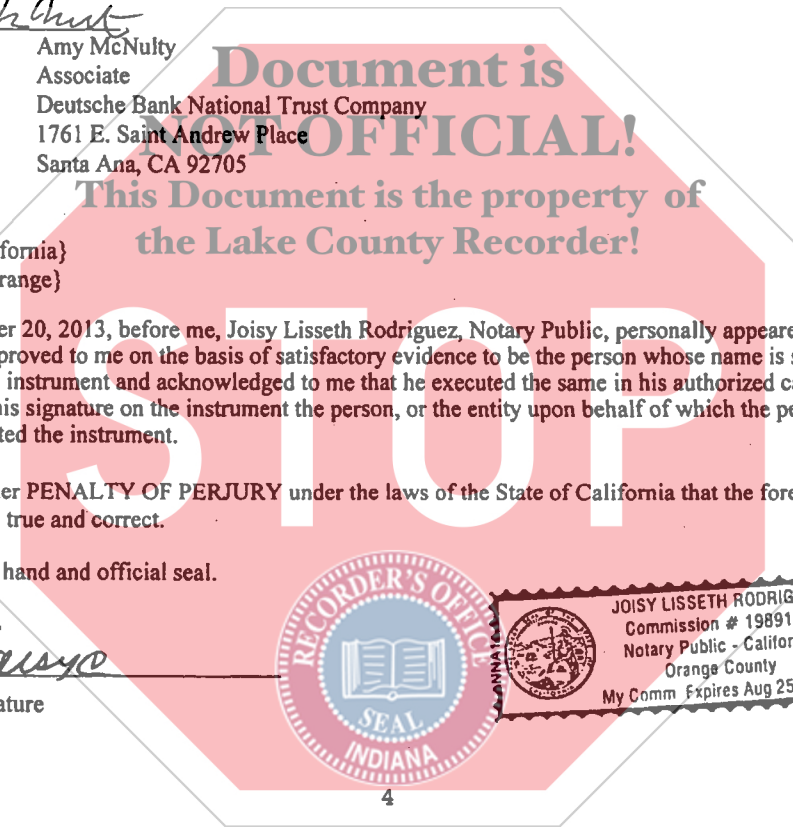 Amy McNulty
Associate
Deutsche Bank National Trust Company
1761 E. Saint Andrew Place
Santa Ana, CA 92705
Document is
NOT OFFICIAL!
This Document is the property of
the Lake County Recorder!
fornia}
range}
er 20, 2013, before me, Joisy Lisseth Rodriguez, Notary Public, personally appeare
proved to me on the basis of satisfactory evidence to be the person whose name is s
instrument and acknowledged to me that he executed the same in his authorized ca
his signature on the instrument the person, or the entity upon behalf of which the pe
ted the instrument.
STOP
er PENALTY OF PERJURY under the laws of the State of California that the fore
true and correct.
hand and official seal.
ature
RECORDER'S OFFICE
SEAL
INDIANA
JOISY LISSETH RODRIG
Commission # 19891
Notary Public - Califor
Orange County
My Comm Expires Aug 25
4